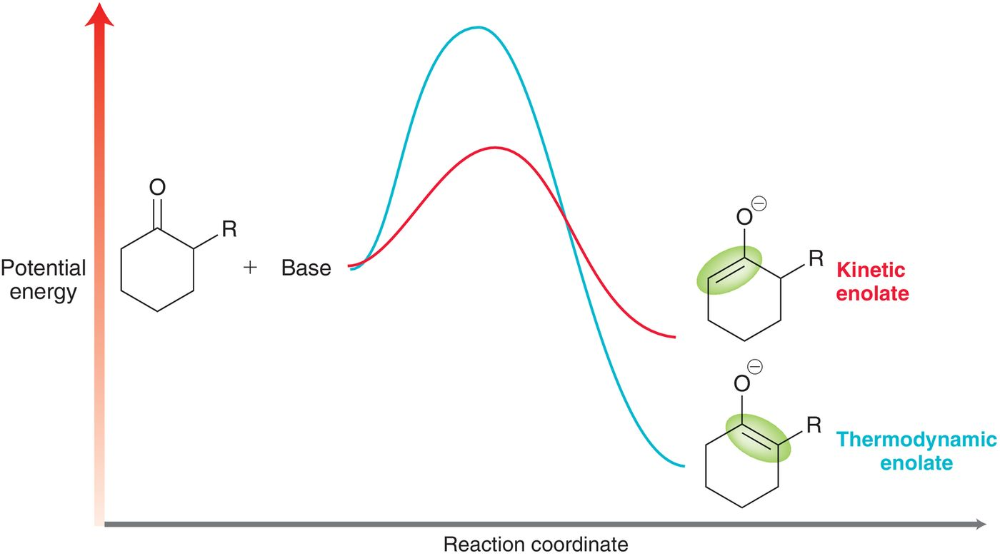 Potential
energy
O
R
+
Base
O⊖
R
Kinetic
enolate
O⊖
R
Thermodynamic
enolate
Reaction coordinate